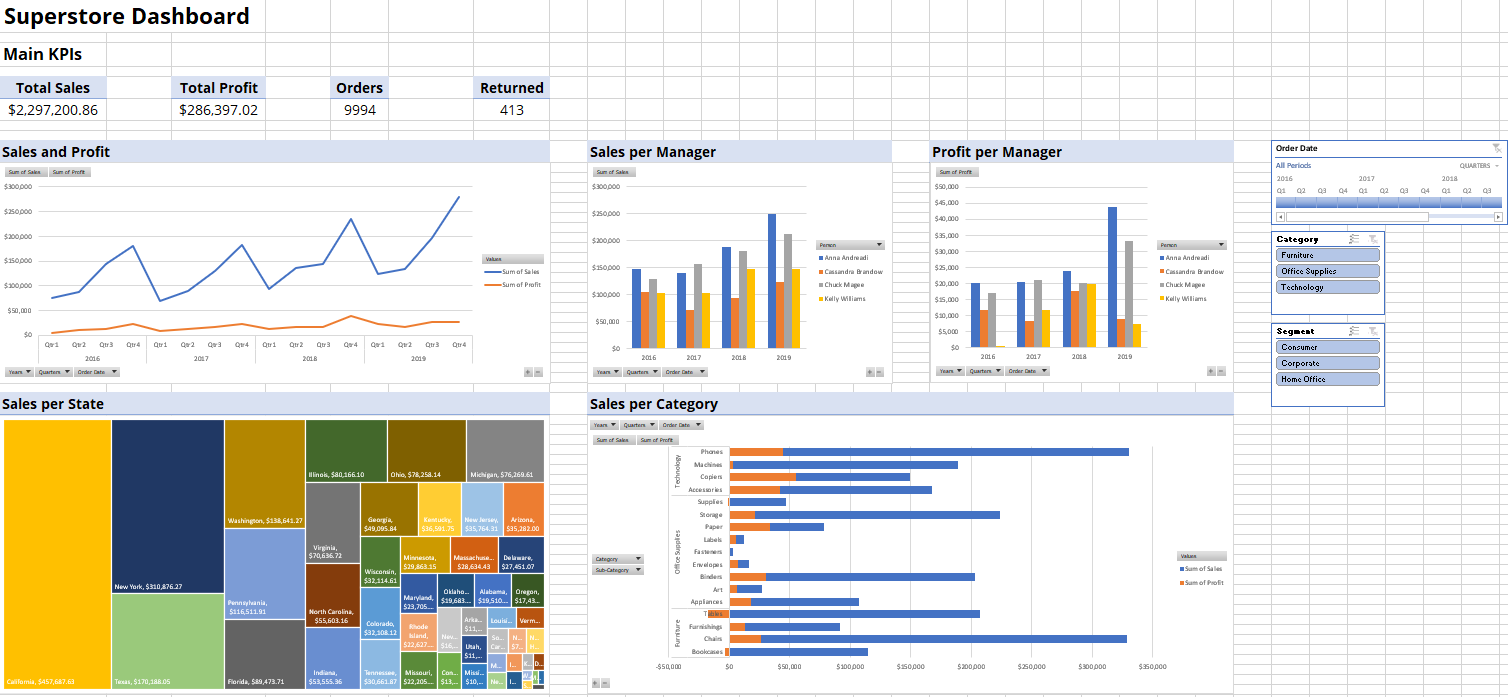 Superstore Dashboard
Main KPIs
Total Sales Total Profit Orders Returned
$2,297,200.86 $286,397.02 9994 413
Sales and Profit
Sum of Sales Sum of Profit
$300,000
$250,000
$300,000
$150,000
$100,000
$50,000
$0
Qtr1 Qtr2 Qtr3 Qtr4 Qtr1 Qtr2 Qtr3 Qtr4 Qtr1 Qtr2 Qtr3 Qtr4 Qtr1 Qtr2 Qtr3 Qtr4
2016 2017 2018 2019
Values
Sum of Sales
Sum of Profit
Years Quarters Order Date
Sales per Manager
Sum of Sales
$300,000
$250,000
$200,000
$150,000
$100,000
$50,000
$0
2016 2017 2018 2019
Person
Anna Andreadi
Cassandra Brandow
Chuck Magee
Kelly Williams
Years Quarters Order Date
Profit per Manager
Sum of Profit
$50,000
$45,000
$40,000
$35,000
$30,000
$25,000
$20,000
$15,000
$10,000
$5,000
$0
2016 2017 2018 2019
Person
Anna Andreadi
Cassandra Brandow
Chuck Magee
Kelly Williams
Years Quarters Order Date
Order Date
All Periods QUARTERS
2016 2017 2018
Q1 Q2 Q3 Q4 Q1 Q2 Q3 Q4 Q1 Q2 Q3
Category
Furniture
Office Supplies
Technology
Segment
Consumer
Corporate
Home Office
Sales per State
California, $457,687.63
New York, $310,876.27
Texas, $170,188.05
Washington, $138,641.27
Pennsylvania,
$116,511.91
Florida, $89,473.71
Illinois, $80,166.10
Ohio, $78,258.14
Michigan, $76,269.61
Virginia,
$70,636.72
North Carolina,
$55,603.16
Indiana,
$53,555.36
Georgia,
$49,095.84
Kentucky,
$36,591.75
New Jersey,
$35,764.31
Arizona,
$35,282.00
Wisconsin,
$32,114.61
Colorado,
$32,108.12
Tennessee,
$30,661.87
Minnesota,
$29,863.15
Massachuse...
$28,634.43
Delaware,
$27,451.07
Maryland,
$23,705...
Rhode
Island,
$22,627...
Missouri,
$22,205...
Oklaho...
$19,683...
Alabama,
$19,510...
Oregon,
$17,43...
Nev...
$16,...
Con...
$13,...
Arka...
$11,...
Utah,
$11,...
Missi...
$10,...
Louisi...
Verm...
So...
Car...
N...
$7...
N...
M...
I...
K...
D...
Ne...
I...
Sales per Category
Years Quarters Order Date
Sum of Sales Sum of Profit
Category
Sub-Category
Technology
Phones
Machines
Copiers
Accessories
Office Supplies
Supplies
Storage
Paper
Labels
Fasteners
Envelopes
Binders
Art
Appliances
Furniture
Tables
Furnishings
Chairs
Bookcases
-$50,000 $0 $50,000 $100,000 $150,000 $200,000 $250,000 $300,000 $350,000
Values
Sum of Sales
Sum of Profit